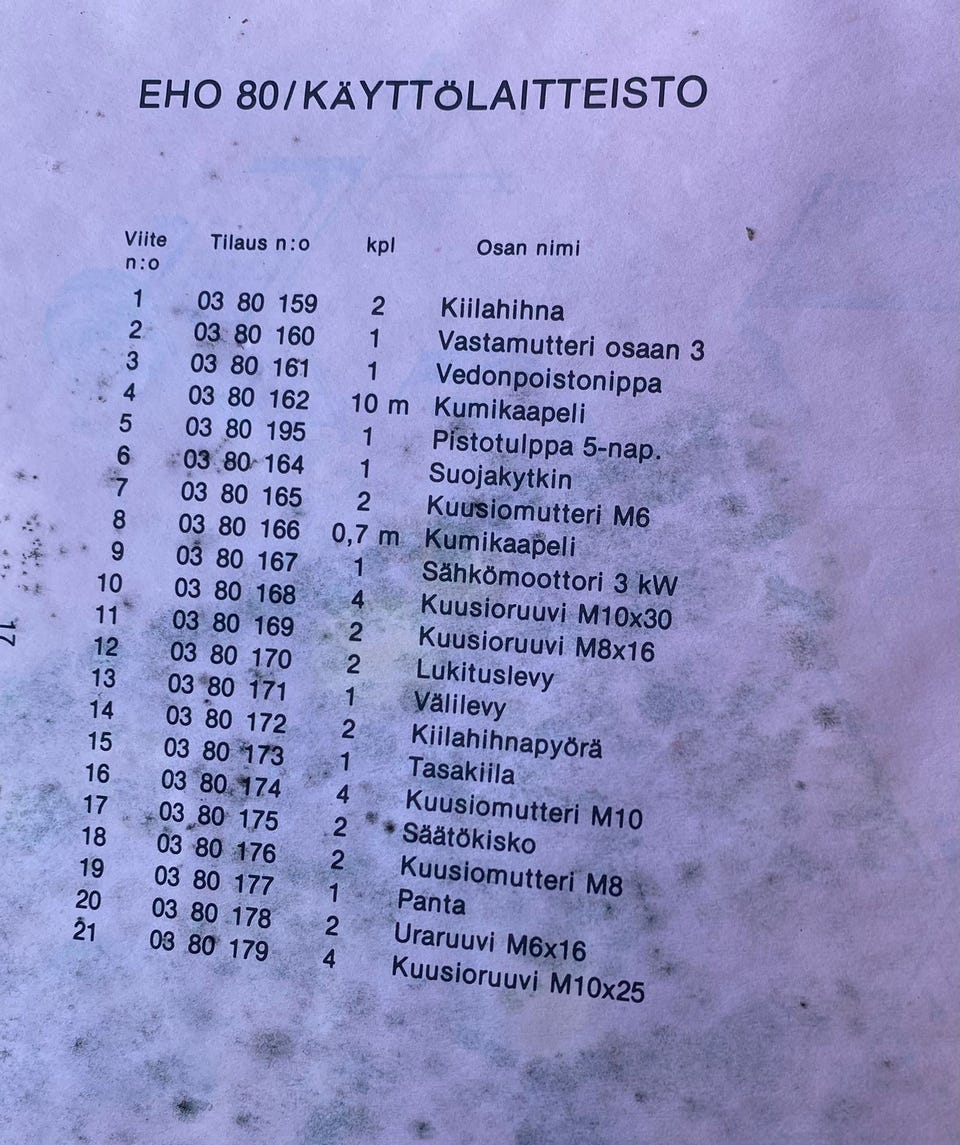 EHO 80/KÄYTTÖLAITTEISTO
Viite Tilaus n:o kpl Osan nimi
n:o
1 03 80 159 2 Kiilahihna
2 03 80 160 1 Vastamutteri osaan 3
3 03 80 161 1 Vedonpoistonippa
4 03 80 162 10 m Kumikaapeli
5 03 80 195 1 Pistotulppa 5-nap.
6 03 80 164 1 Suojakytkin
7 03 80 165 2 Kuusiomutteri M6
8 03 80 166 0,7 m Kumikaapeli
9 03 80 167 1 Sähkömoottori 3 kW
10 03 80 168 4 Kuusioruuvi M10x30
11 03 80 169 2 Kuusioruuvi M8x16
12 03 80 170 2 Lukituslevy
13 03 80 171 1 Välilevy
14 03 80 172 2 Kiilahihnapyörä
15 03 80 173 1 Tasakiila
16 03 80 174 4 Kuusiomutteri M10
17 03 80 175 2 Säätökisko
18 03 80 176 2 Kuusiomutteri M8
19 03 80 177 1 Panta
20 03 80 178 2 Uraruuvi M6x16
21 03 80 179 4 Kuusioruuvi M10x25
17